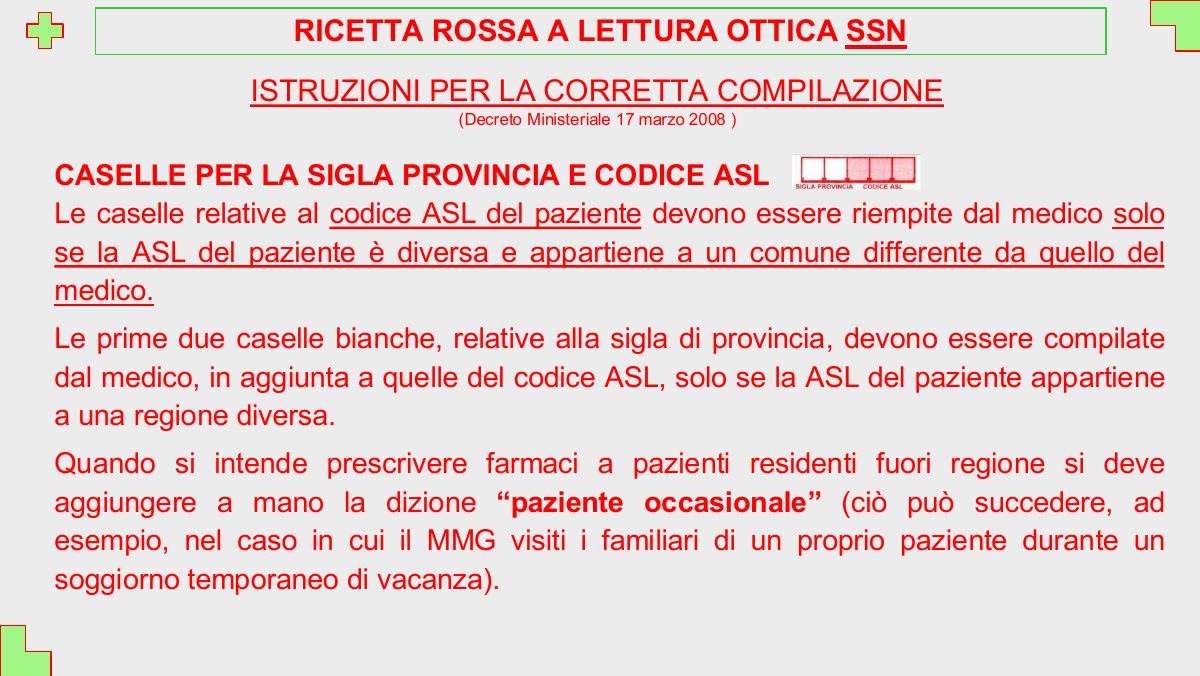 RICETTA ROSSA A LETTURA OTTICA SSN
ISTRUZIONI PER LA CORRETTA COMPILAZIONE
(Decreto Ministeriale 17 marzo 2008 )
CASELLE PER LA SIGLA PROVINCIA E CODICE ASL
SIGLA PROVINCIA CODICE ASL
Le caselle relative al codice ASL del paziente devono essere riempite dal medico solo
se la ASL del paziente è diversa e appartiene a un comune differente da quello del
medico.
Le prime due caselle bianche, relative alla sigla di provincia, devono essere compilate
dal medico, in aggiunta a quelle del codice ASL, solo se la ASL del paziente appartiene
a una regione diversa.
Quando si intende prescrivere farmaci a pazienti residenti fuori regione si deve
aggiungere a mano la dizione “paziente occasionale” (ciò può succedere, ad
esempio, nel caso in cui il MMG visiti i familiari di un proprio paziente durante un
soggiorno temporaneo di vacanza).